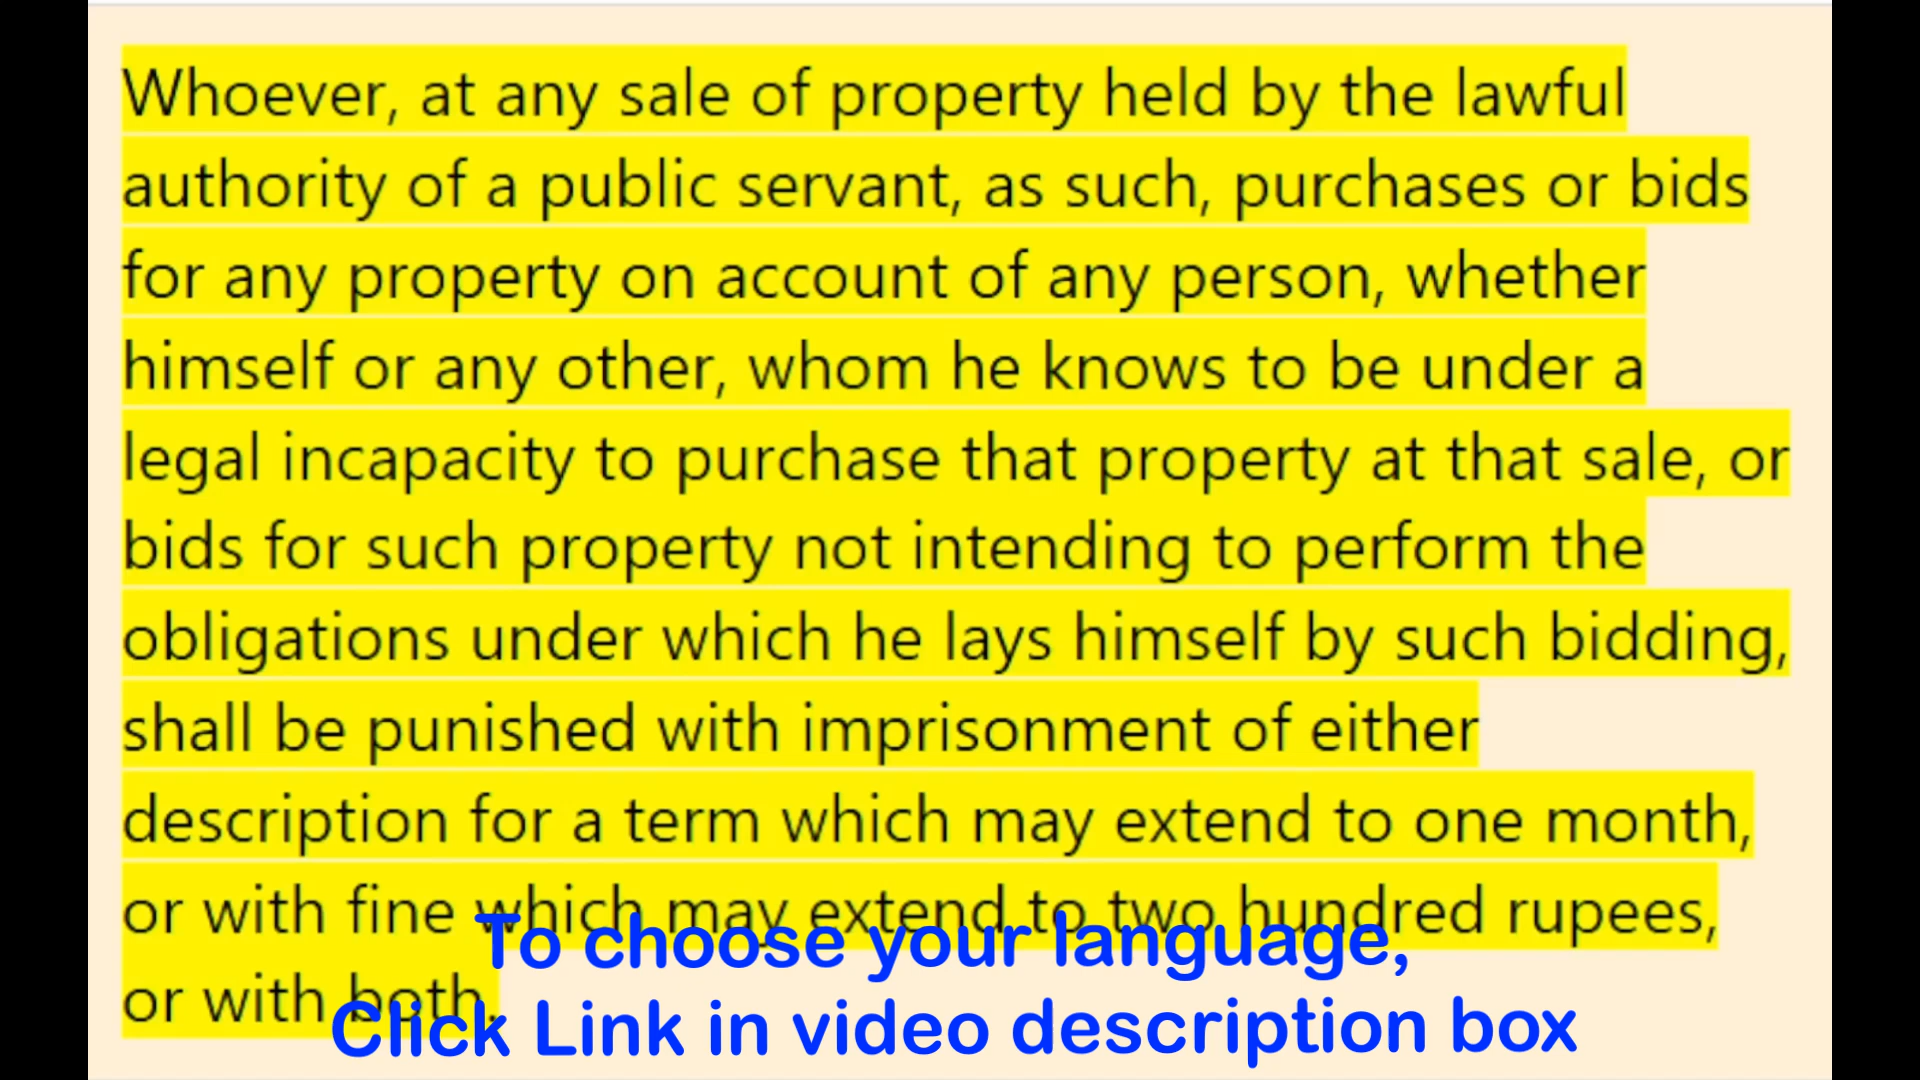 Whoever, at any sale of property held by the lawful
authority of a public servant, as such, purchases or bids
for any property on account of any person, whether
himself or any other, whom he knows to be under a
legal incapacity to purchase that property at that sale, or
bids for such property not intending to perform the
obligations under which he lays himself by such bidding,
shall be punished with imprisonment of either
description for a term which may extend to one month,
or with fine which may extend to two hundred rupees,
or with both.
To choose your language,
Click Link in video description box